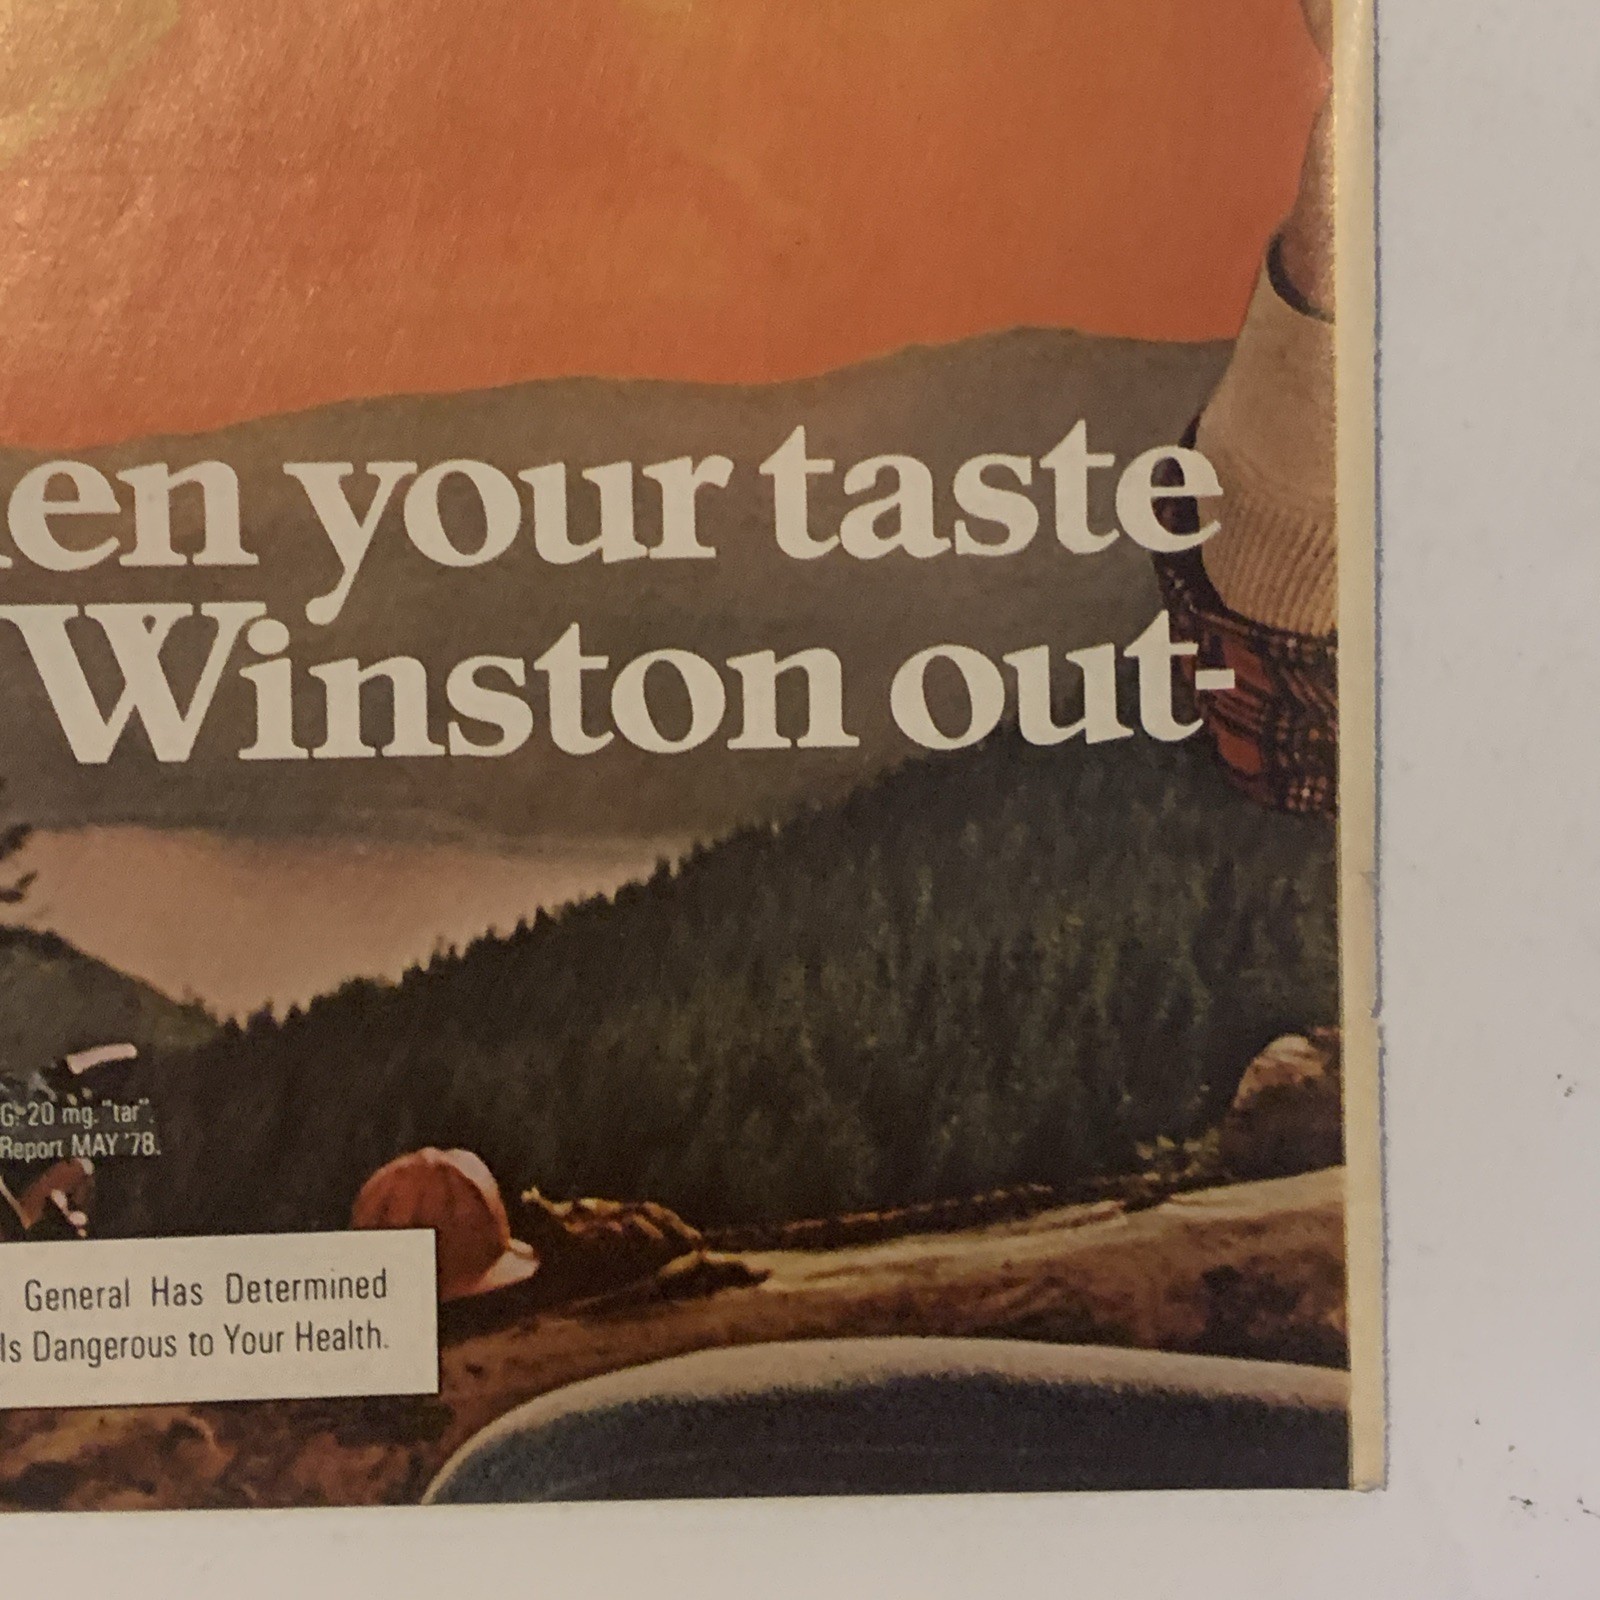 en your taste
Winston out-
G: 20 mg. "tar".
Report MAY '78.
General Has Determined
Is Dangerous to Your Health.